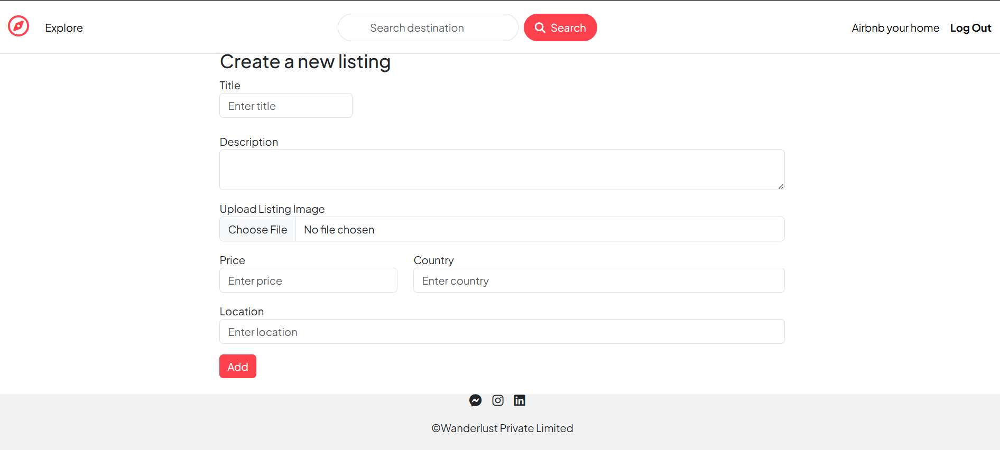 Explore
Search destination
Search
Airbnb your home
Log Out
Create a new listing
Title
Enter title
Description
Upload Listing Image
Choose File
No file chosen
Price
Country
Enter price
Enter country
Location
Enter location
Add
©Wanderlust Private Limited